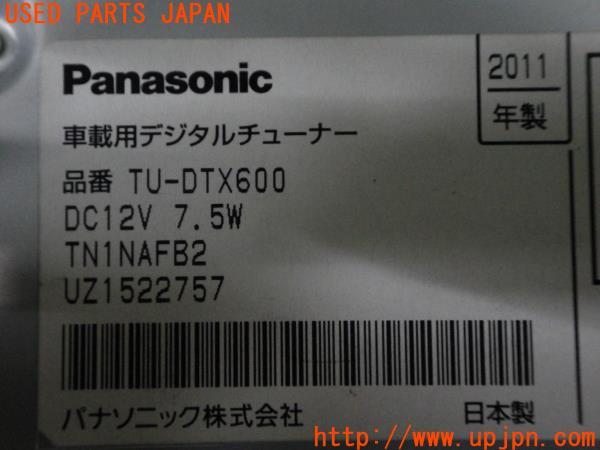 USED PARTS JAPAN
Panasonic
2011
年製
車載用デジタルチューナー
品番 TU-DTX600
DC12V 7.5W
TN1NAFB2
UZ1522757
パナソニック株式会社
日本製
http://www.upjpn.com